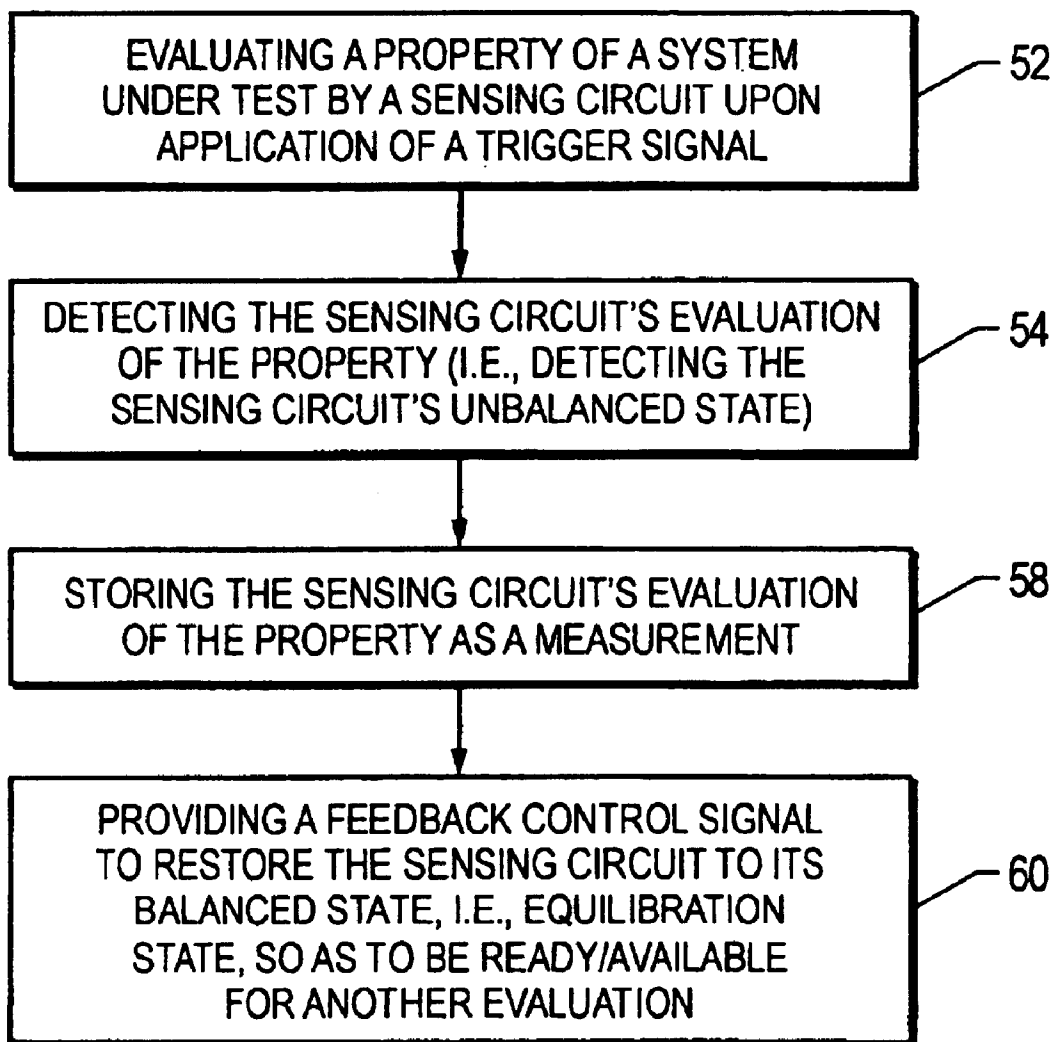 EVALUATING A PROPERTY OF A SYSTEM
UNDER TEST BY A SENSING CIRCUIT UPON
APPLICATION OF A TRIGGER SIGNAL
52
DETECTING THE SENSING CIRCUIT'S EVALUATION
OF THE PROPERTY (I.E., DETECTING THE
SENSING CIRCUIT'S UNBALANCED STATE)
54
STORING THE SENSING CIRCUIT'S EVALUATION
OF THE PROPERTY AS A MEASUREMENT
58
PROVIDING A FEEDBACK CONTROL SIGNAL
TO RESTORE THE SENSING CIRCUIT TO ITS
BALANCED STATE, I.E., EQUILIBRATION
STATE, SO AS TO BE READY/AVAILABLE
FOR ANOTHER EVALUATION
60